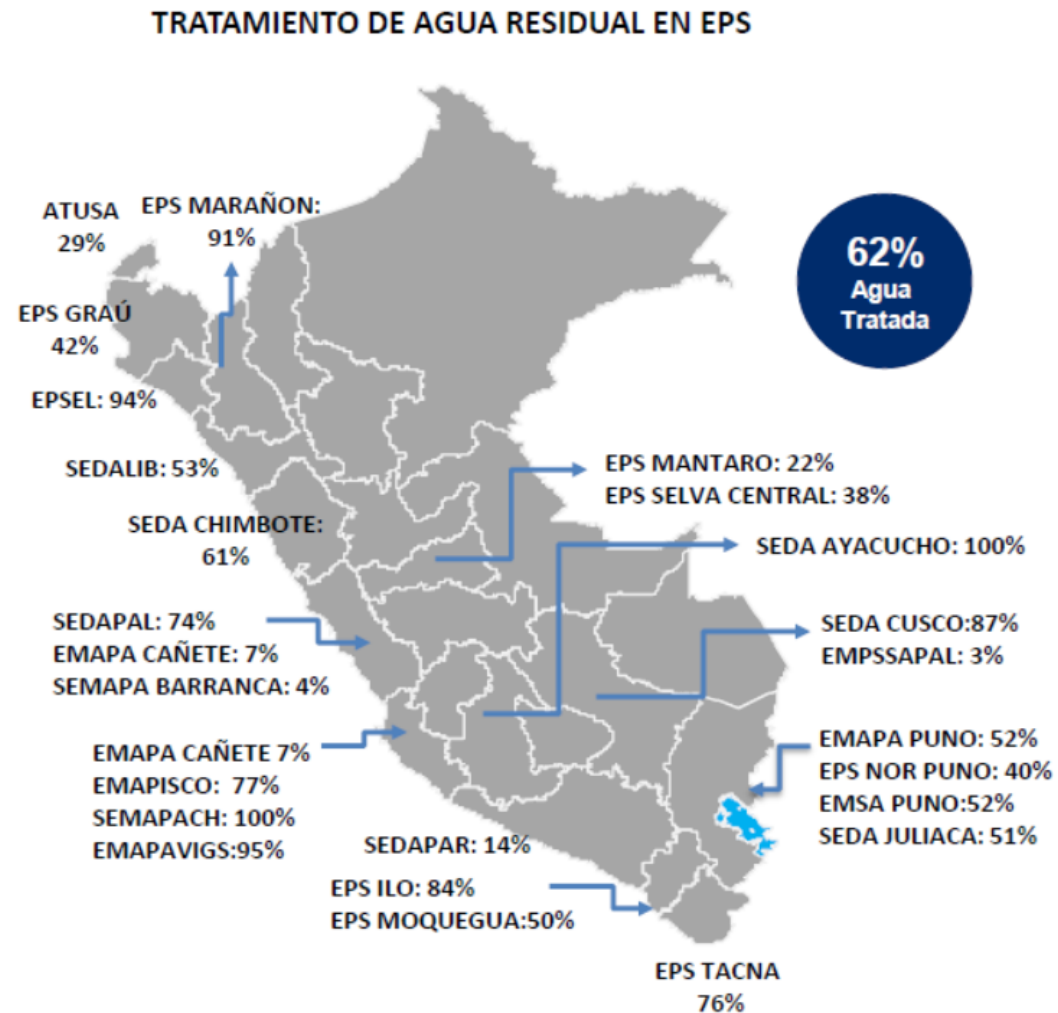 TRATAMIENTO DE AGUA RESIDUAL EN EPS
ATUSA
29%
EPS MARAÑON:
91%
62%
Agua
Tratada
EPS GRAÚ
42%
EPSEL: 94%
SEDALIB: 53%
EPS MANTARO: 22%
EPS SELVA CENTRAL: 38%
SEDA CHIMBOTE:
61%
SEDA AYACUCHO: 100%
SEDAPAL: 74%
EMAPA CAÑETE: 7%
SEMAPA BARRANCA: 4%
SEDA CUSCO:87%
EMPSSAPAL: 3%
EMAPA CAÑETE 7%
EMAPISCO: 77%
SEMAPACH: 100%
EMAPAVIGS:95%
EMAPA PUNO: 52%
EPS NOR PUNO: 40%
EMSA PUNO:52%
SEDA JULIACA: 51%
SEDAPAR: 14%
EPS ILO: 84%
EPS MOQUEGUA:50%
EPS TACNA
76%